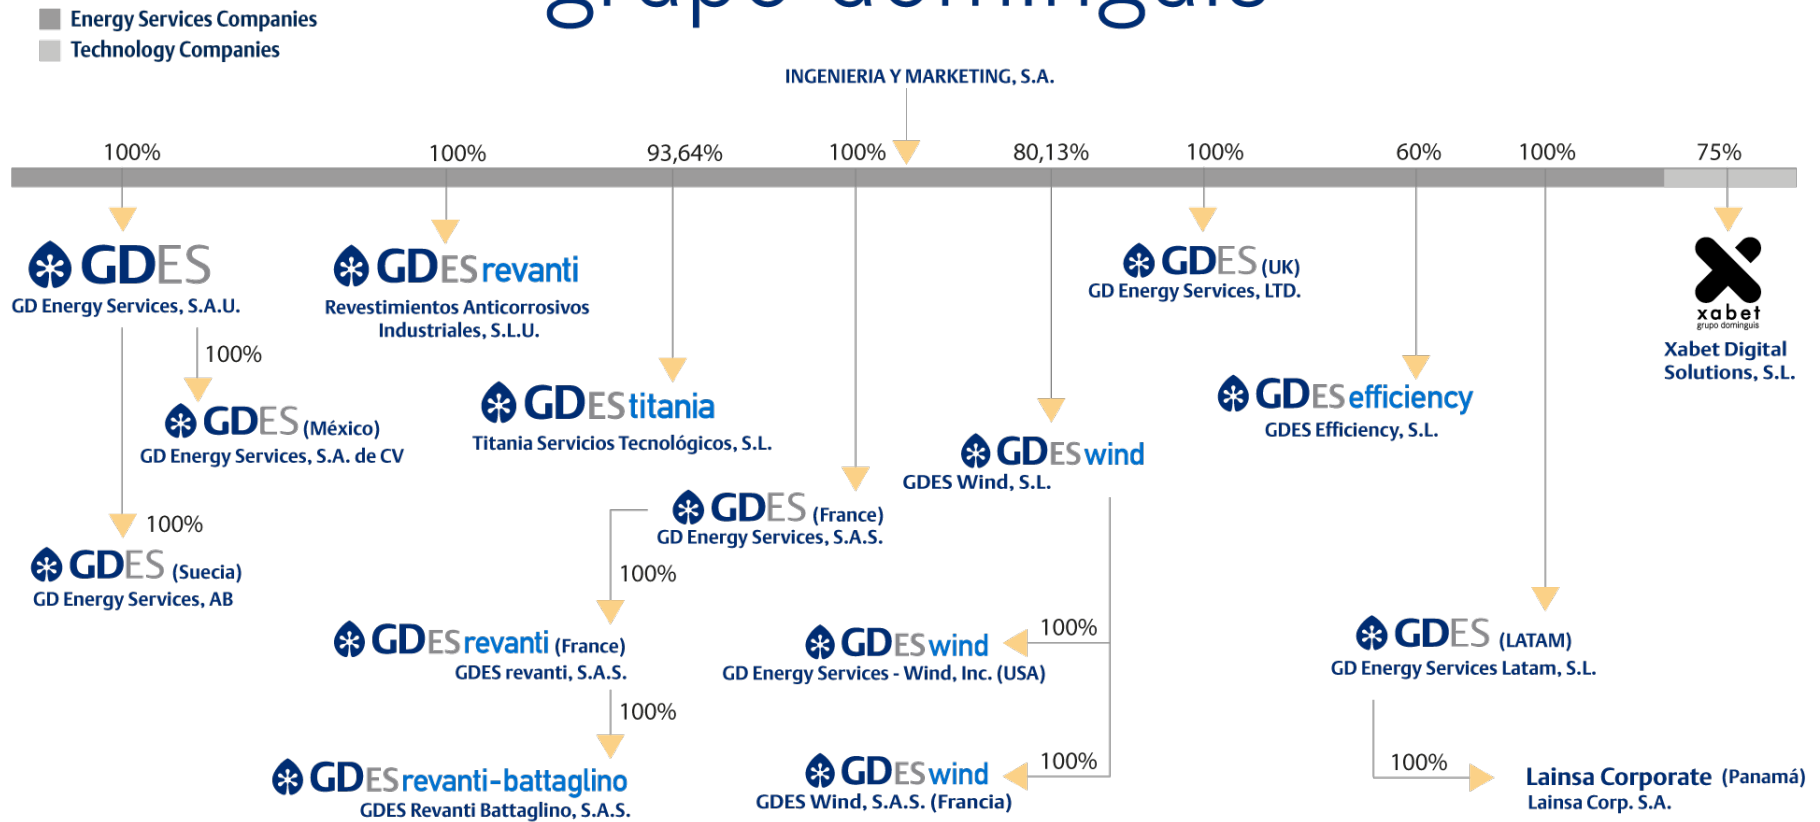 grupo dominguis
Energy Services Companies
Technology Companies
INGENIERIA Y MARKETING, S.A.
100%
100%
93,64%
100%
80,13%
100%
60%
100%
75%
GDES
GD Energy Services, S.A.U.
GDES revanti
Revestimientos Anticorrosivos
Industriales, S.L.U.
GDES (UK)
GD Energy Services, LTD.
xabet
grupo dominguis
Xabet Digital
Solutions, S.L.
100%
GDES (México)
GD Energy Services, S.A. de CV
GDES titania
Titania Servicios Tecnológicos, S.L.
GDES efficiency
GDES Efficiency, S.L.
GDES wind
GDES Wind, S.L.
GDES (France)
GD Energy Services, S.A.S.
100%
GDES (Suecia)
GD Energy Services, AB
100%
GDES revanti (France)
GDES revanti, S.A.S.
100%
GDES wind
GD Energy Services - Wind, Inc. (USA)
GDES (LATAM)
GD Energy Services Latam, S.L.
100%
GDES revanti-battaglino
GDES Revanti Battaglino, S.A.S.
100%
GDES wind
GDES Wind, S.A.S. (Francia)
100%
Lainsa Corporate (Panamá)
Lainsa Corp. S.A.